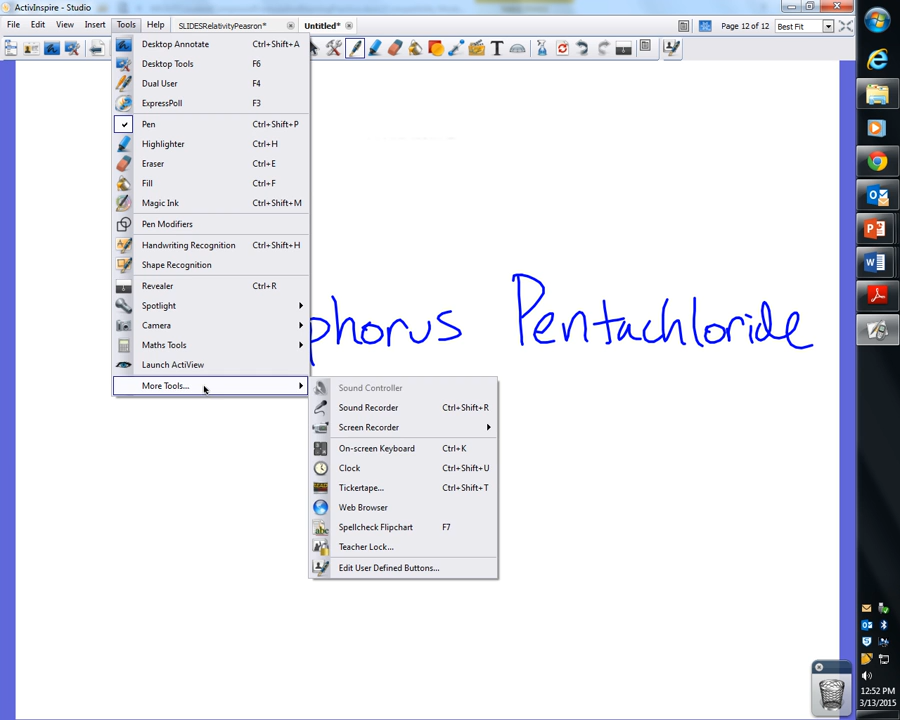 ActivInspire - Studio
File Edit View Insert Tools Help SLIDESRelativityPeasron* Untitled* Page 12 of 12 Best Fit
Desktop Annotate Ctrl+Shift+A
Desktop Tools F6
Dual User F4
ExpressPoll F3
Pen Ctrl+Shift+P
Highlighter Ctrl+H
Eraser Ctrl+E
Fill Ctrl+F
Magic Ink Ctrl+Shift+M
Pen Modifiers
Handwriting Recognition Ctrl+Shift+H
Shape Recognition
Revealer Ctrl+R
Spotlight
Camera
Maths Tools
Launch ActiView
More Tools...
phorus Pentachloride
Sound Controller
Sound Recorder Ctrl+Shift+R
Screen Recorder
On-screen Keyboard Ctrl+K
Clock Ctrl+Shift+U
Tickertape... Ctrl+Shift+T
Web Browser
Spellcheck Flipchart F7
Teacher Lock...
Edit User Defined Buttons...
12:52 PM
3/13/2015